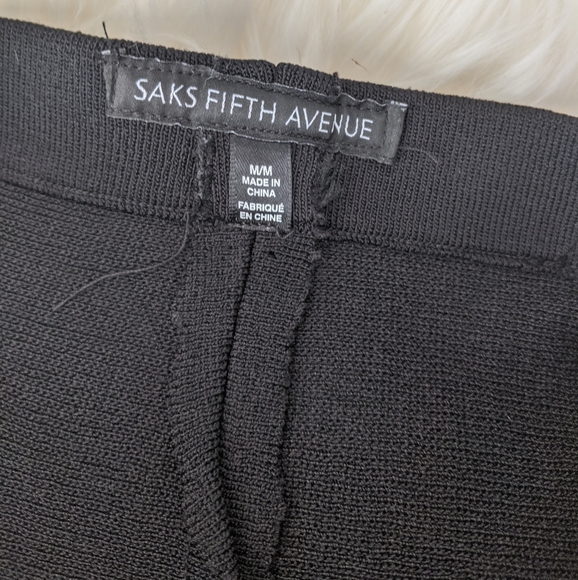 SAKS FIFTH AVENUE
M/M
MADE IN
CHINA
FABRIQUÉ
EN CHINE